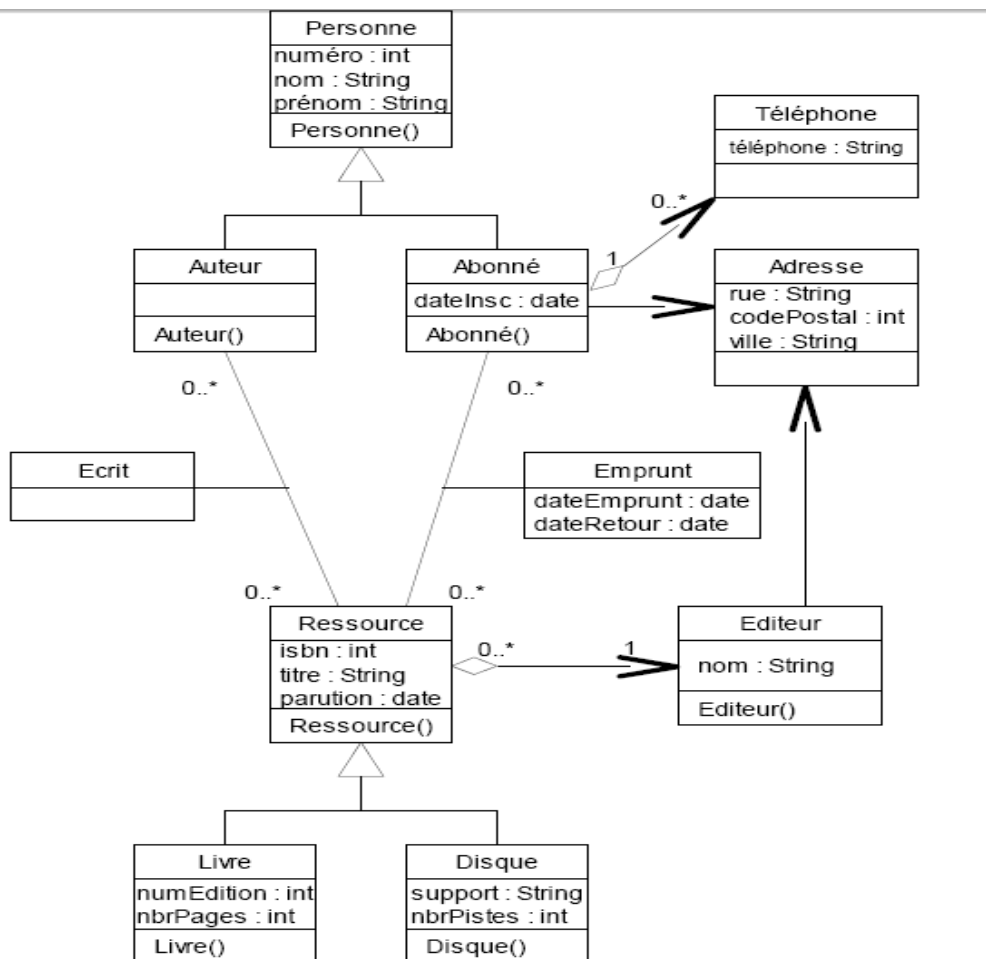 Personne
numéro : int
nom : String
prénom : String
Personne()
Téléphone
téléphone : String
0..*
1
Auteur
Auteur()
Abonné
dateInsc : date
Abonné()
Adresse
rue : String
codePostal : int
ville : String
0..*
0..*
Ecrit
Emprunt
dateEmprunt : date
dateRetour : date
0..*
0..*
Ressource
isbn : int
titre : String
parution : date
Ressource()
0..*
1
Editeur
nom : String
Editeur()
Livre
numEdition : int
nbrPages : int
Livre()
Disque
support : String
nbrPistes : int
Disque()